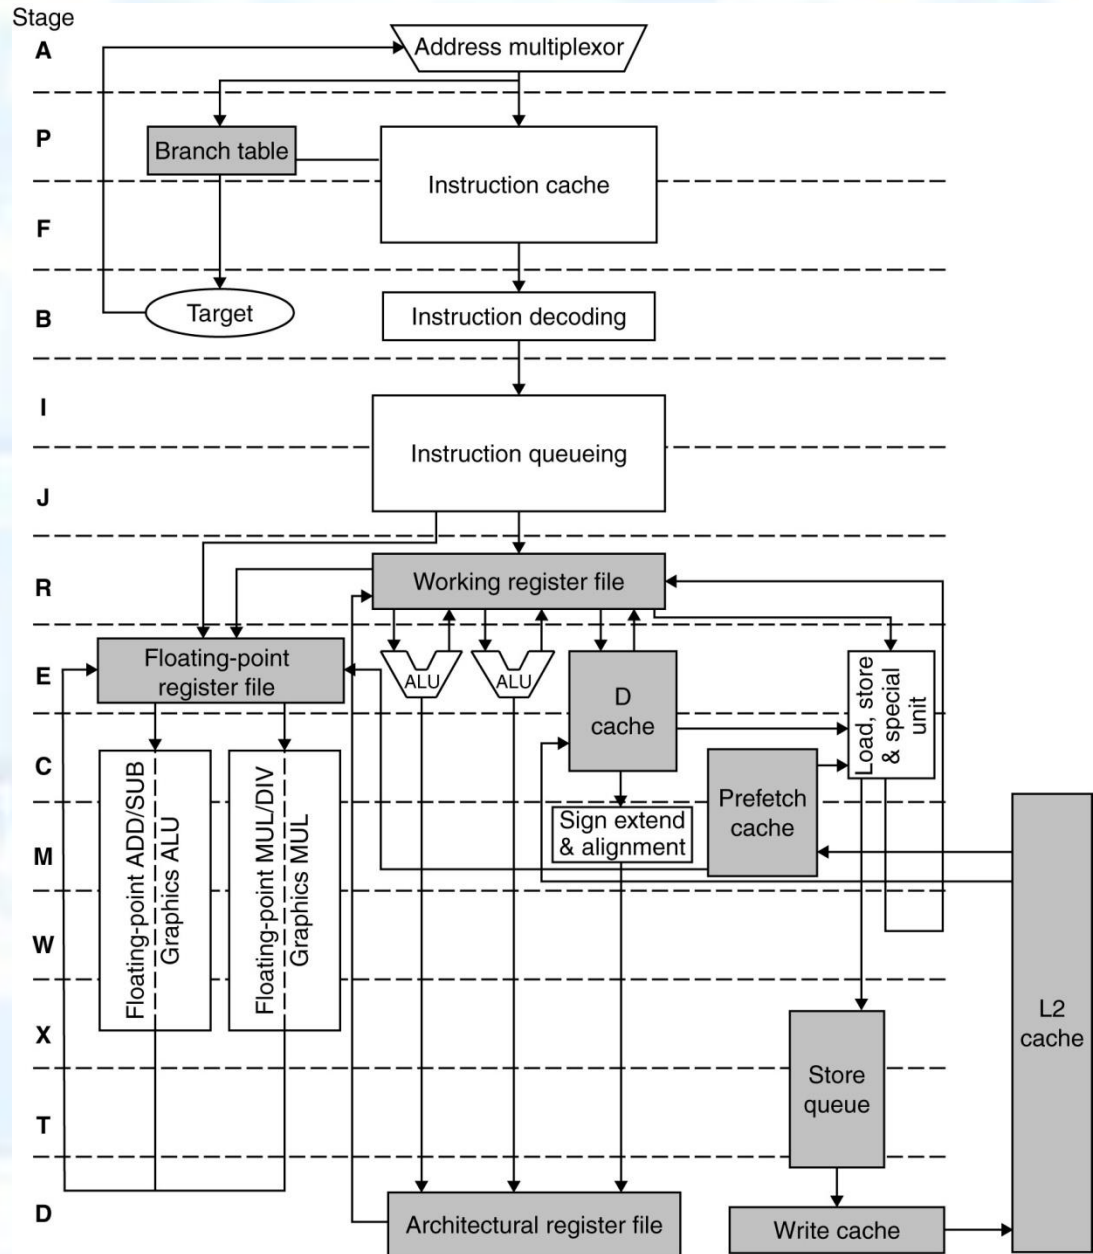 Stage
A
Address multiplexor
P
Branch table
Instruction cache
F
B
Target
Instruction decoding
I
Instruction queueing
J
R
Working register file
E
Floating-point
register file
ALU
ALU
D
cache
Load, store
& special
unit
C
Prefetch
cache
Floating-point ADD/SUB
Graphics ALU
Floating-point MUL/DIV
Graphics MUL
Sign extend
& alignment
M
W
X
L2
cache
Store
queue
T
D
Architectural register file
Write cache